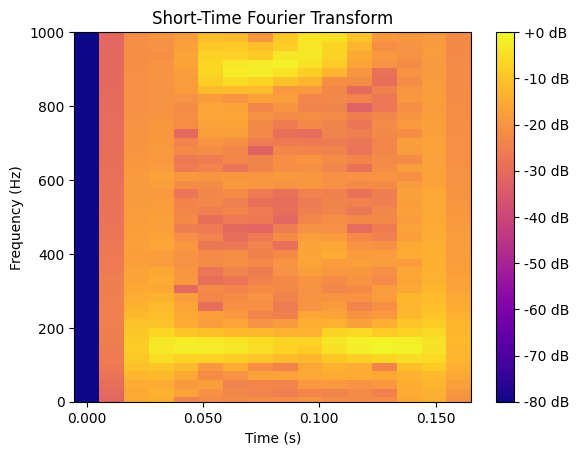 Short-Time Fourier Transform
1000
800
600
400
200
0
Frequency (Hz)
0.000
0.050
0.100
0.150
Time (s)
+0 dB
-10 dB
-20 dB
-30 dB
-40 dB
-50 dB
-60 dB
-70 dB
-80 dB